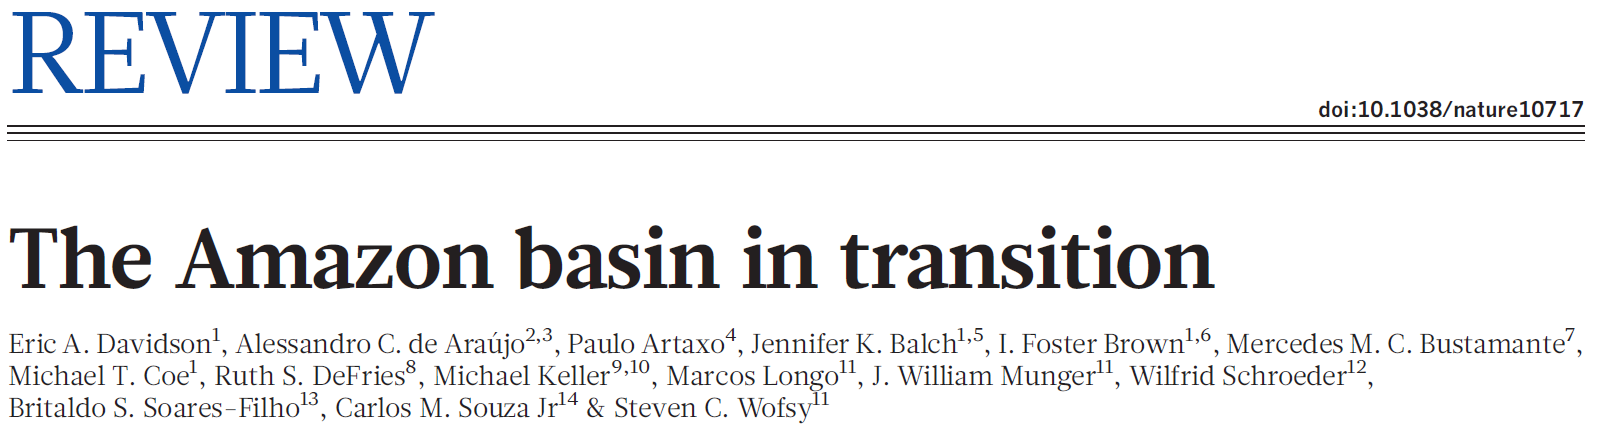 REVIEW
doi:10.1038/nature10717
The Amazon basin in transition
Eric A. Davidson1, Alessandro C. de Araújo2,3, Paulo Artaxo4, Jennifer K. Balch1,5, I. Foster Brown1,6, Mercedes M. C. Bustamante7,
Michael T. Coe1, Ruth S. DeFries8, Michael Keller9,10, Marcos Longo11, J. William Munger11, Wilfrid Schroeder12,
Britaldo S. Soares-Filho13, Carlos M. Souza Jr14 & Steven C. Wofsy11